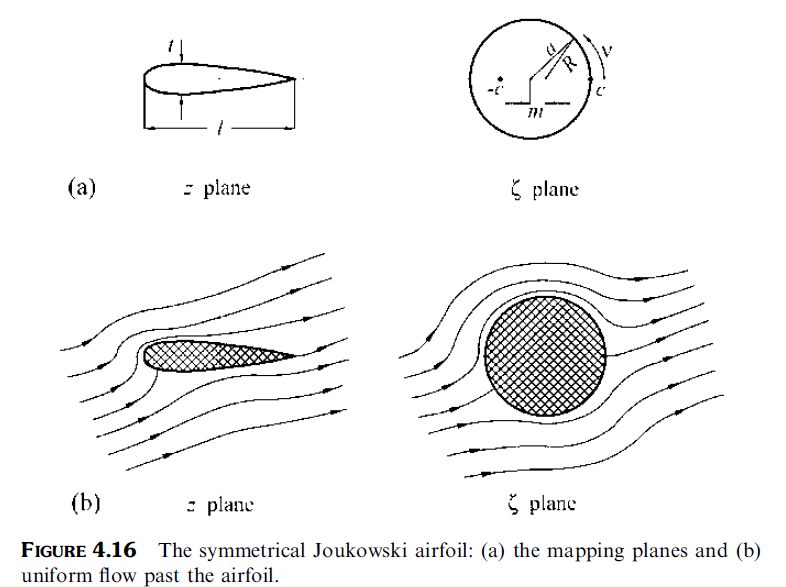 t
l
a
R
ν
-c
c
m
(a)
z plane
ζ plane
(b)
z plane
ζ plane
FIGURE 4.16 The symmetrical Joukowski airfoil: (a) the mapping planes and (b)
uniform flow past the airfoil.